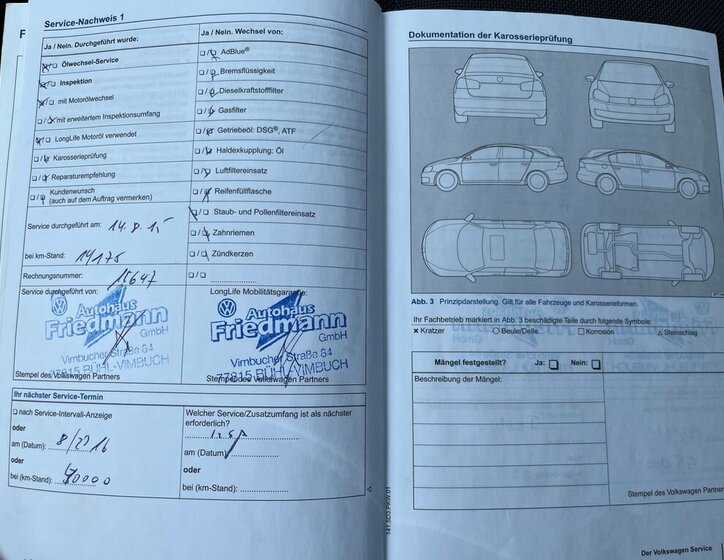 Service-Nachweis 1
Ja / Nein. Durchgeführt wurde:
Ölwechsel-Service
Inspektion
mit Motorölwechsel
mit erweitertem Inspektionsumfang
LongLife Motoröl verwendet
Karosserieprüfung
Reparaturempfehlung
Kundenwunsch
(auch auf dem Auftrag vermerken)
Service durchgeführt am: 14.8.15
bei km-Stand: 14175
Rechnungsnummer: 15647
Service durchgeführt von:
Autohaus
Friedmann
GmbH
Vimbucher Straße 64
77815 BÜHL-VIMBUCH
Stempel des Volkswagen Partners
Ja / Nein. Wechsel von:
AdBlue®
Bremsflüssigkeit
Dieselkraftstofffilter
Gasfilter
Getriebeöl: DSG®, ATF
Haldexkupplung: Öl
Luftfiltereinsatz
Reifenfüllflasche
Staub- und Pollenfiltereinsatz
Zahnriemen
Zündkerzen
LongLife Mobilitätsgarantie:
Autohaus
Friedmann
GmbH
Vimbucher Straße 64
77815 BÜHL-VIMBUCH
Stempel des Volkswagen Partners
Ihr nächster Service-Termin
nach Service-Intervall-Anzeige
oder
am (Datum):
oder
bei (km-Stand):
Welcher Service/Zusatzumfang ist als nächster
erforderlich?
Insp
am (Datum)
oder
bei (km-Stand):
Dokumentation der Karosserieprüfung
Abb. 3 Prinzipdarstellung. Gilt für alle Fahrzeuge und Karosserieformen.
Ihr Fachbetrieb markiert in Abb. 3 beschädigte Teile durch folgende Symbole:
× Kratzer ○ Beule/Delle □ Korrosion △ Steinschlag
Mängel festgestellt? Ja: □ Nein: □
Beschreibung der Mängel:
Stempel des Volkswagen Partner
Der Volkswagen Service